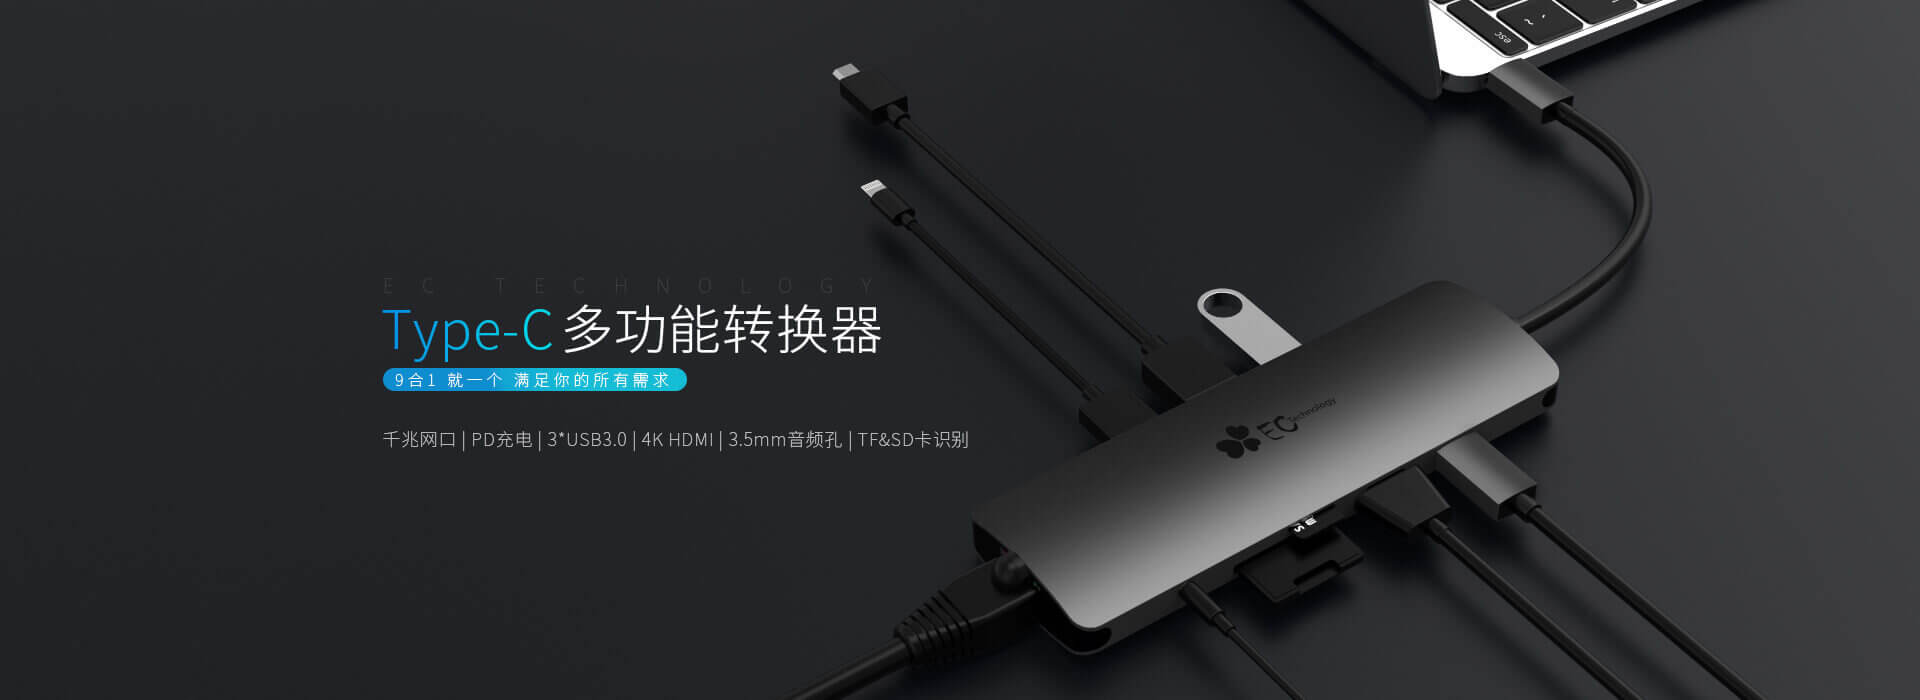 EC TECHNOLOGY
Type-C 多功能转换器
9合1 就一个 满足你的所有需求
千兆网口 | PD充电 | 3*USB3.0 | 4K HDMI | 3.5mm音频孔 | TF&SD卡识别
esc
EC Technology